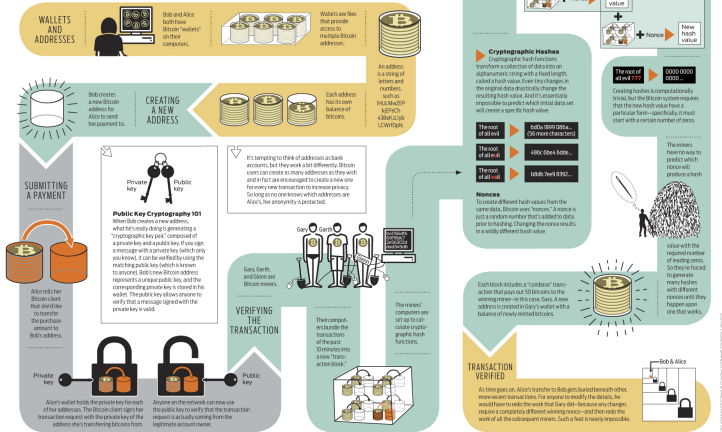 WALLETS
AND
ADDRESSES
Bob and Alice
both have
Bitcoin "wallets"
on their
computers.
Wallets are files
that provide
access to
multiple Bitcoin
addresses.
An address
is a string of
letters and
numbers,
such as
Each address
has its own
balance of
bitcoins.
CREATING
A NEW
ADDRESS
Bob creates
a new Bitcoin
address for
Alice to send
her payment to.
SUBMITTING
A PAYMENT
Private
key
Public
key
Public Key Cryptography 101
When Bob creates a new address,
what he's really doing is generating a
"cryptographic key pair," composed of
a private key and a public key. If you sign
a message with a private key (which only
you know), it can be verified by using the
matching public key (which is known
to anyone). Bob's new Bitcoin address
represents a unique public key, and the
corresponding private key is stored in his
wallet. The public key allows anyone to
verify that a message signed with the
private key is valid.
It's tempting to think of addresses as bank
accounts, but they work a bit differently. Bitcoin
users can create as many addresses as they wish
and in fact are encouraged to create a new one
for every new transaction to increase privacy.
So long as no one knows which addresses are
Alice's, her anonymity is protected.
Alice tells her
Bitcoin client
that she'd like
to transfer
the purchase
amount to
Bob's address.
Private
key
Public
key
Alice's wallet holds the private key for each
of her addresses. The Bitcoin client signs her
transaction request with the private key of the
address she's transferring bitcoins from.
Anyone on the network can now use
the public key to verify that the transaction
request is actually coming from the
legitimate account owner.
Gary
Garth
Glenn
Gary, Garth,
and Glenn are
Bitcoin miners.
VERIFYING
THE
TRANSACTION
Their comput-
ers bundle the
transactions
of the past
10 minutes into
a new "trans-
action block."
The miners'
computers are
set up to cal-
culate crypto-
graphic hash
functions.
Cryptographic Hashes
Cryptographic hash functions
transform a collection of data into an
alphanumeric string with a fixed length,
called a hash value. Even tiny changes in
the original data drastically change the
resulting hash value. And it's essentially
impossible to predict which initial data set
will create a specific hash value.
The root
of all evil
6d0a 1899 086a...
(56 more characters)
The root
of all evil
486c 6be4 6dde...
The root
of all evil
b8db 7ee9 8392...
Nonces
To create different hash values from the
same data, Bitcoin uses "nonces." A nonce is
just a random number that's added to data
prior to hashing. Changing the nonce results
in a wildly different hash value.
Nonce
value
Nonce
New
hash
value
The root of
all evil ???
0000 0000
0000 ...
Creating hashes is computationally
trivial, but the Bitcoin system requires
that the new hash value have a
particular form—specifically, it must
start with a certain number of zeros.
The miners
have no way to
predict which
nonce will
produce a hash
value with the
required number
of leading zeros.
So they're forced
to generate
many hashes
with different
nonces until they
happen upon
one that works.
Each block includes a "coinbase" trans-
action that pays out 50 bitcoins to the
winning miner—in this case, Gary. A new
address is created in Gary's wallet with a
balance of newly minted bitcoins.
TRANSACTION
VERIFIED
Bob & Alice
As time goes on, Alice's transfer to Bob gets buried beneath other,
more recent transactions. For anyone to modify the details, he
would have to redo the work that Gary did—because any changes
require a completely different winning nonce—and then redo the
work of all the subsequent miners. Such a feat is nearly impossible.